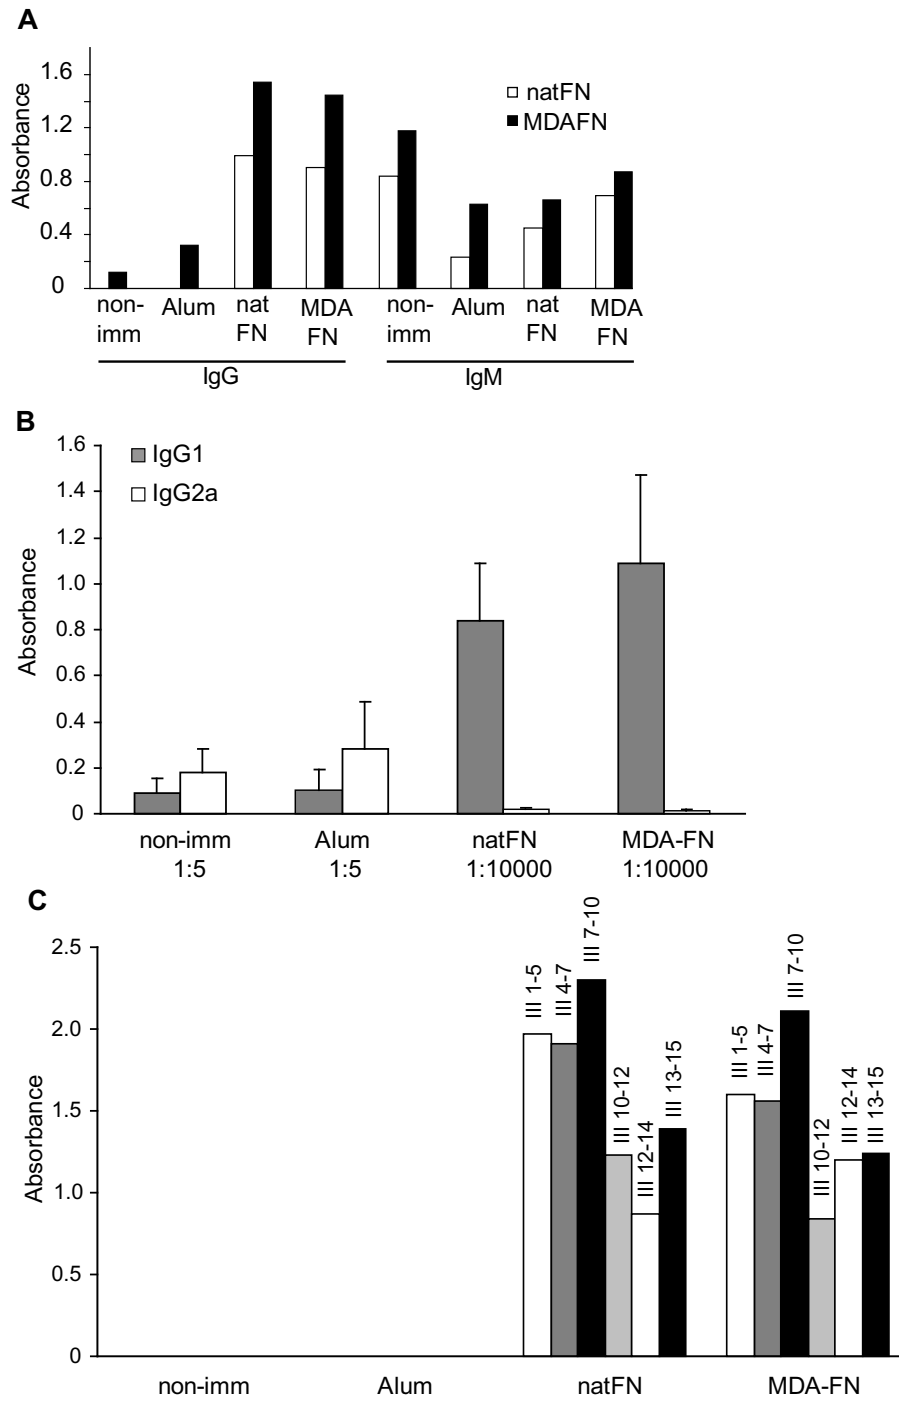 A
Absorbance
1.6
1.2
0.8
0.4
0
natFN
MDAFN
non- Alum nat MDA non- Alum nat MDA
imm FN FN imm FN FN
IgG IgM
B
Absorbance
1.6
1.4
1.2
1.0
0.8
0.6
0.4
0.2
0
IgG1
IgG2a
non-imm Alum natFN MDA-FN
1:5 1:5 1:10000 1:10000
C
Absorbance
2.5
2.0
1.5
1.0
0.5
0
III 1-5
III 4-7
III 7-10
III 10-12
III 12-14
III 13-15
III 1-5
III 4-7
III 7-10
III 10-12
III 12-14
III 13-15
non-imm Alum natFN MDA-FN